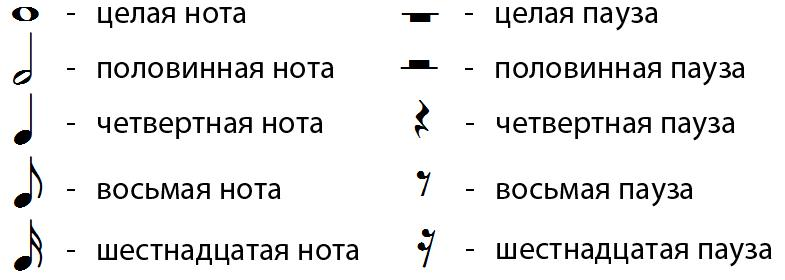 - целая нота - целая пауза
- половинная нота - половинная пауза
- четвертная нота - четвертная пауза
- восьмая нота - восьмая пауза
- шестнадцатая нота - шестнадцатая пауза